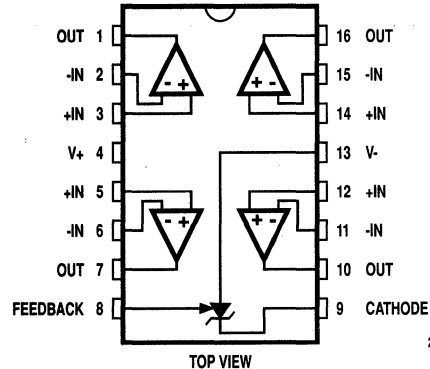 OUT 1 16 OUT
-IN 2 - + + - 15 -IN
+IN 3 14 +IN
V+ 4 13 V-
+IN 5 12 +IN
-IN 6 - + + - 11 -IN
OUT 7 10 OUT
FEEDBACK 8 9 CATHODE
TOP VIEW